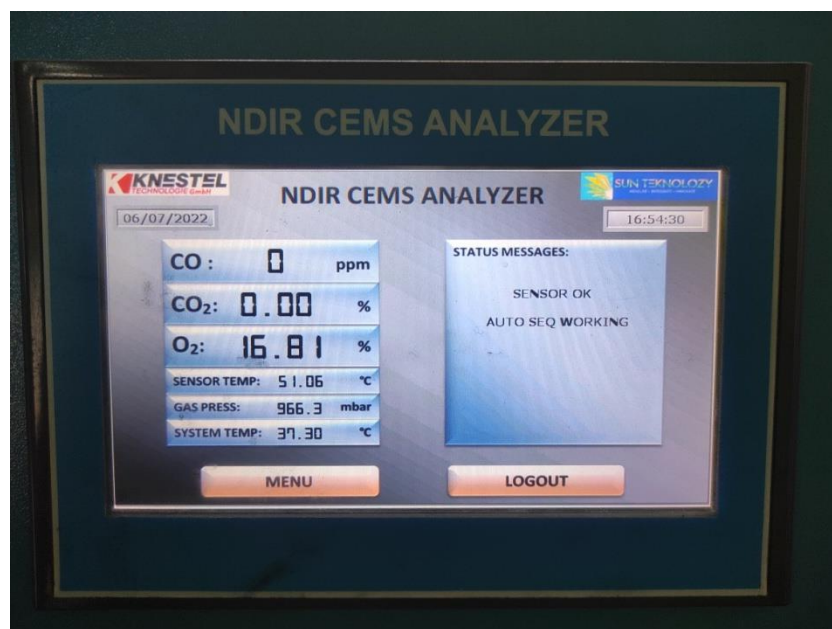 NDIR CEMS ANALYZER
KNESTEL
TECHNOLOGIE GmbH
NDIR CEMS ANALYZER
SUN TEKNOLOZY
06/07/2022
16:54:30
CO : 0 ppm
CO₂: 0.00 %
O₂: 16.81 %
SENSOR TEMP: 51.06 °C
GAS PRESS: 966.3 mbar
SYSTEM TEMP: 37.30 °C
STATUS MESSAGES:
SENSOR OK
AUTO SEQ WORKING
MENU
LOGOUT